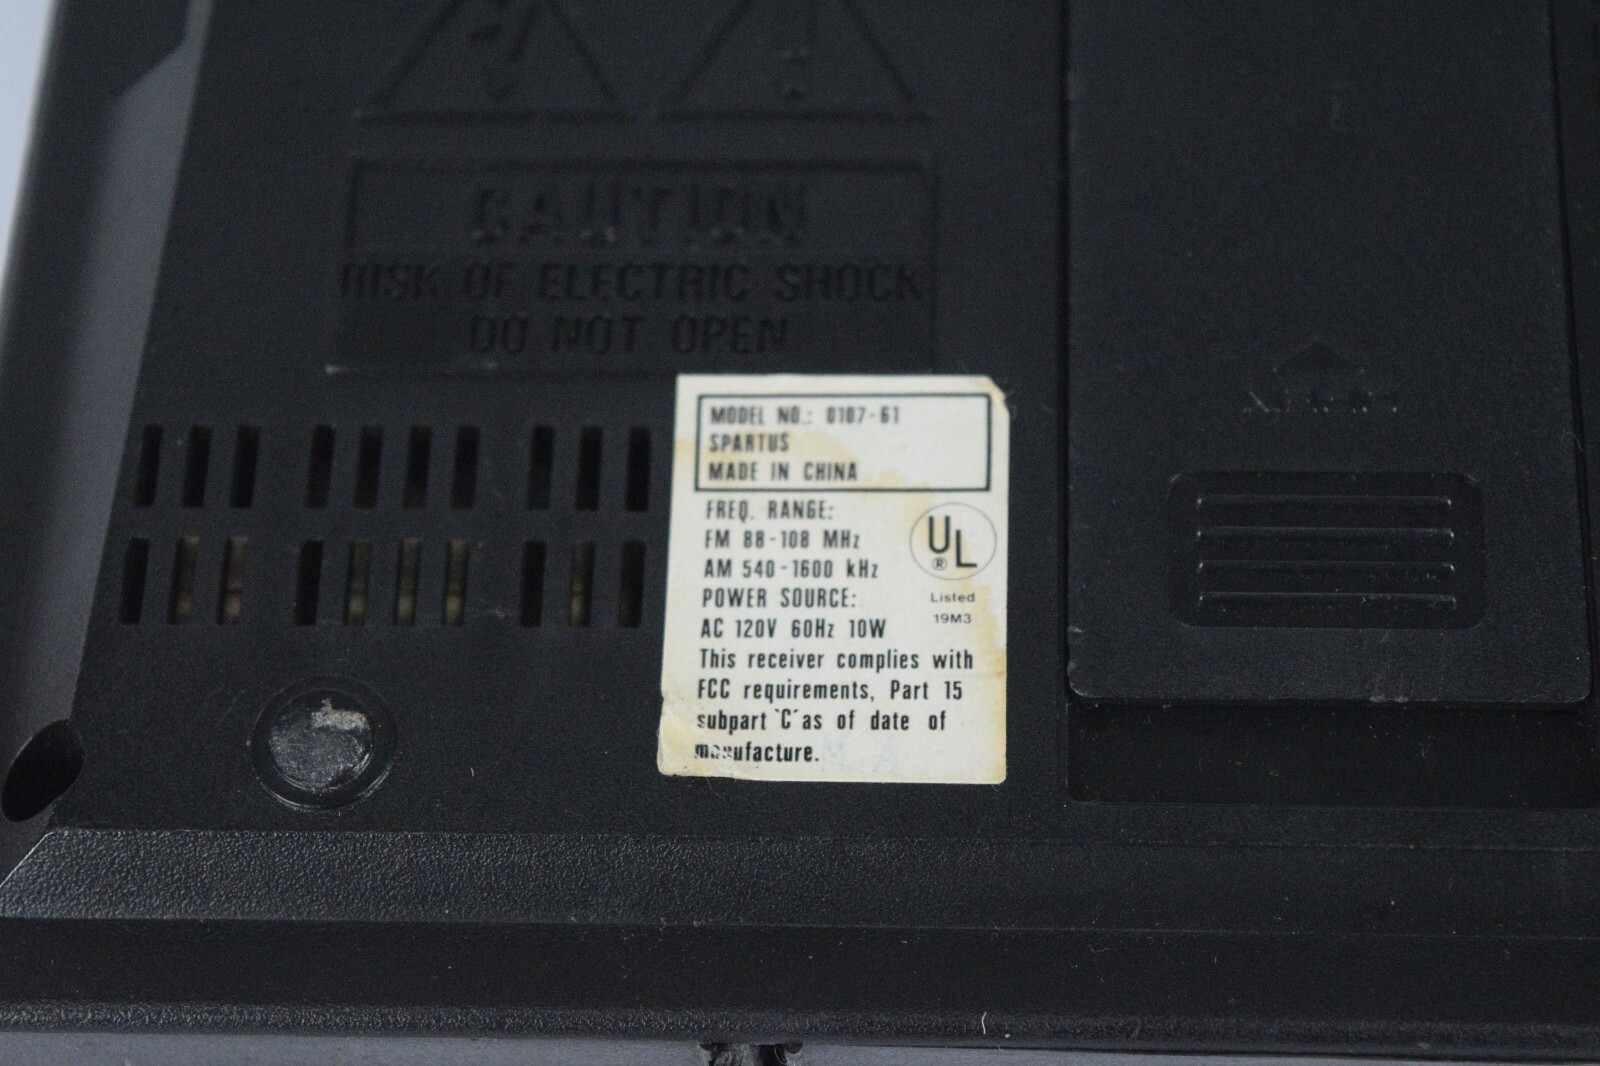 CAUTION
RISK OF ELECTRIC SHOCK
DO NOT OPEN
MODEL NO.: 0107-61
SPARTUS
MADE IN CHINA
FREQ. RANGE:
FM 88-108 MHz
AM 540-1600 kHz
POWER SOURCE:
AC 120V 60Hz 10W
This receiver complies with
FCC requirements, Part 15
subpart `C´ as of date of
manufacture.
UL
®
Listed
19M3